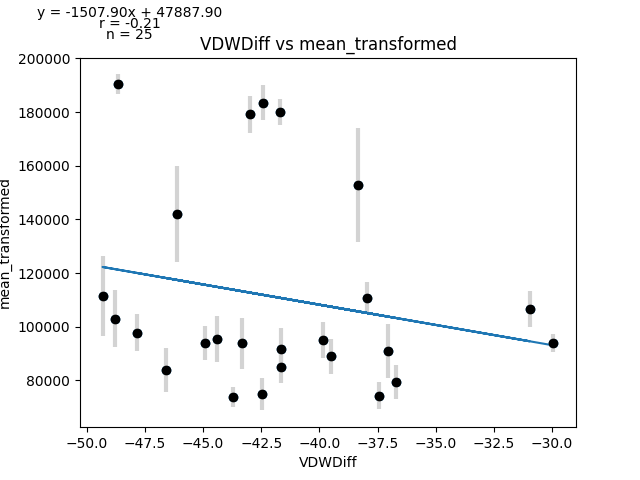 y = -1507.90x + 47887.90
r = -0.21
n = 25
VDWDiff vs mean_transformed
200000
180000
160000
140000
120000
100000
80000
mean_transformed
−50.0 −47.5 −45.0 −42.5 −40.0 −37.5 −35.0 −32.5 −30.0
VDWDiff